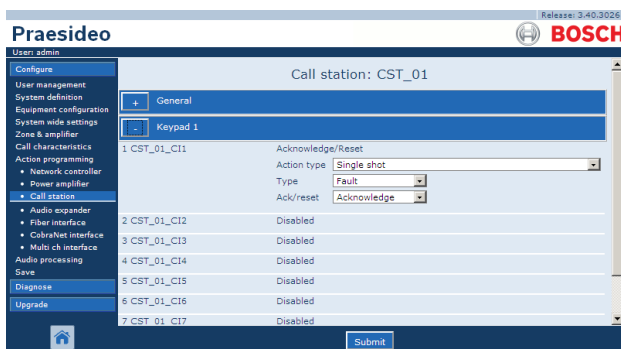 Release: 3.40.3026
Praesideo
BOSCH
User: admin
Configure
User management
System definition
Equipment configuration
System wide settings
Zone & amplifier
Call characteristics
Action programming
• Network controller
• Power amplifier
• Call station
• Audio expander
• Fiber interface
• CobraNet interface
• Multi ch interface
Audio processing
Save
Diagnose
Upgrade
Call station: CST_01
+ General
- Keypad 1
1 CST_01_CI1 Acknowledge/Reset
Action type Single shot
Type Fault
Ack/reset Acknowledge
2 CST_01_CI2 Disabled
3 CST_01_CI3 Disabled
4 CST_01_CI4 Disabled
5 CST_01_CI5 Disabled
6 CST_01_CI6 Disabled
7 CST_01_CI7 Disabled
Submit